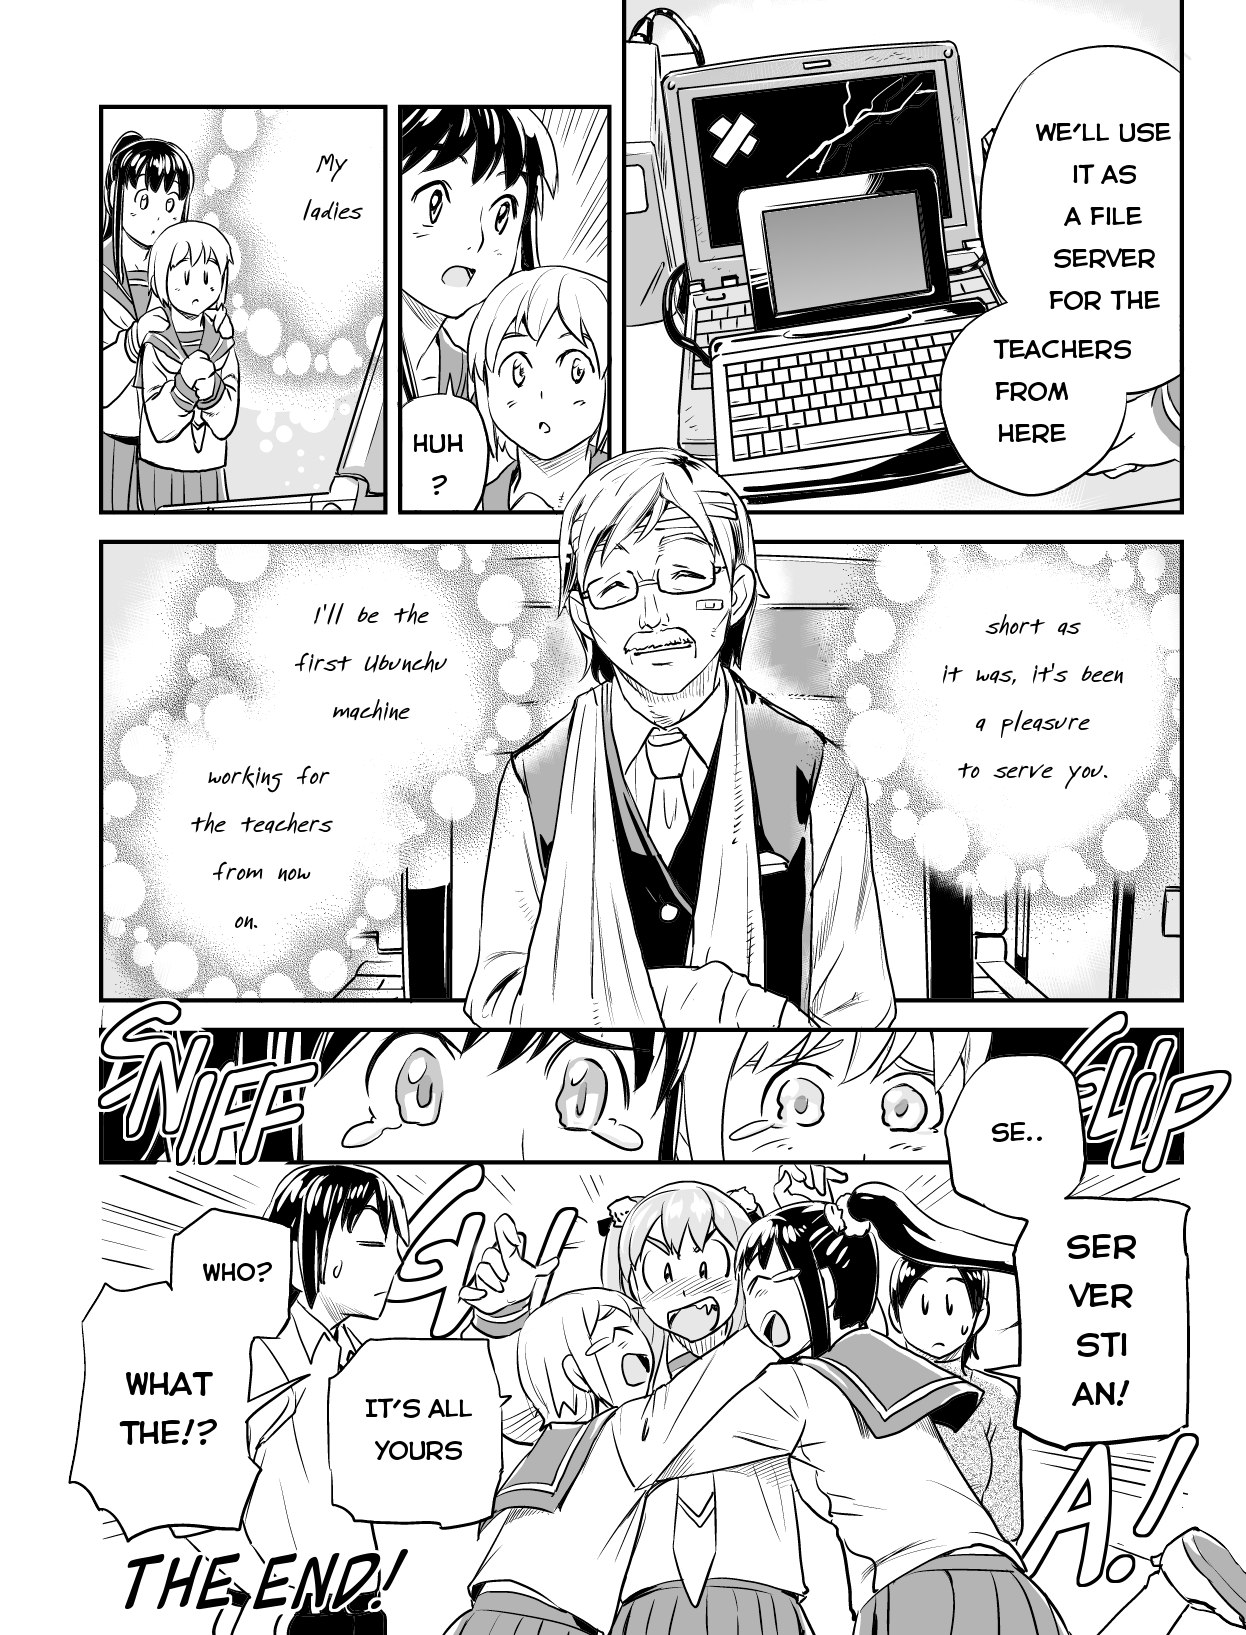 WE'LL USE
IT AS
A FILE
SERVER
FOR THE
TEACHERS
FROM
HERE
HUH
?
My
ladies
short as
it was, it's been
a pleasure
to serve you.
I'll be the
first Ubunchu
machine
working for
the teachers
from now
on.
SLLIP
SNIFF
SE..
SER
VER
STI
AN!
GYA!
WHO?
IT'S ALL
YOURS
WHAT
THE!?
THE END!